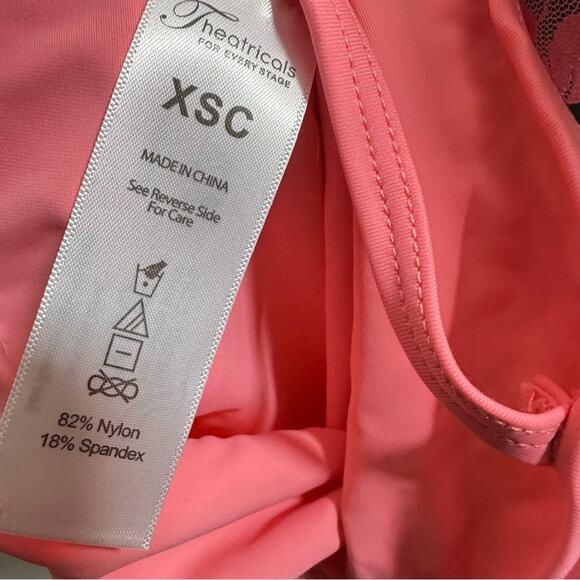 Theatricals
FOR EVERY STAGE
XSC
MADE IN CHINA
See Reverse Side
For Care
82% Nylon
18% Spandex